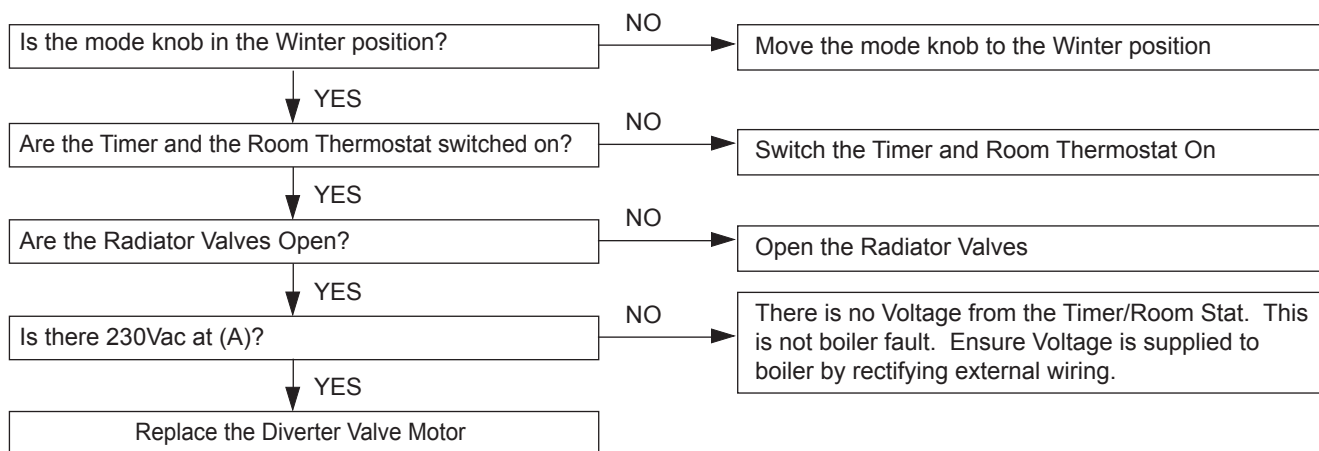 Is the mode knob in the Winter position?
NO
Move the mode knob to the Winter position
YES
Are the Timer and the Room Thermostat switched on?
NO
Switch the Timer and Room Thermostat On
YES
Are the Radiator Valves Open?
NO
Open the Radiator Valves
YES
Is there 230Vac at (A)?
NO
There is no Voltage from the Timer/Room Stat.  This
is not boiler fault.  Ensure Voltage is supplied to
boiler by rectifying external wiring.
YES
Replace the Diverter Valve Motor